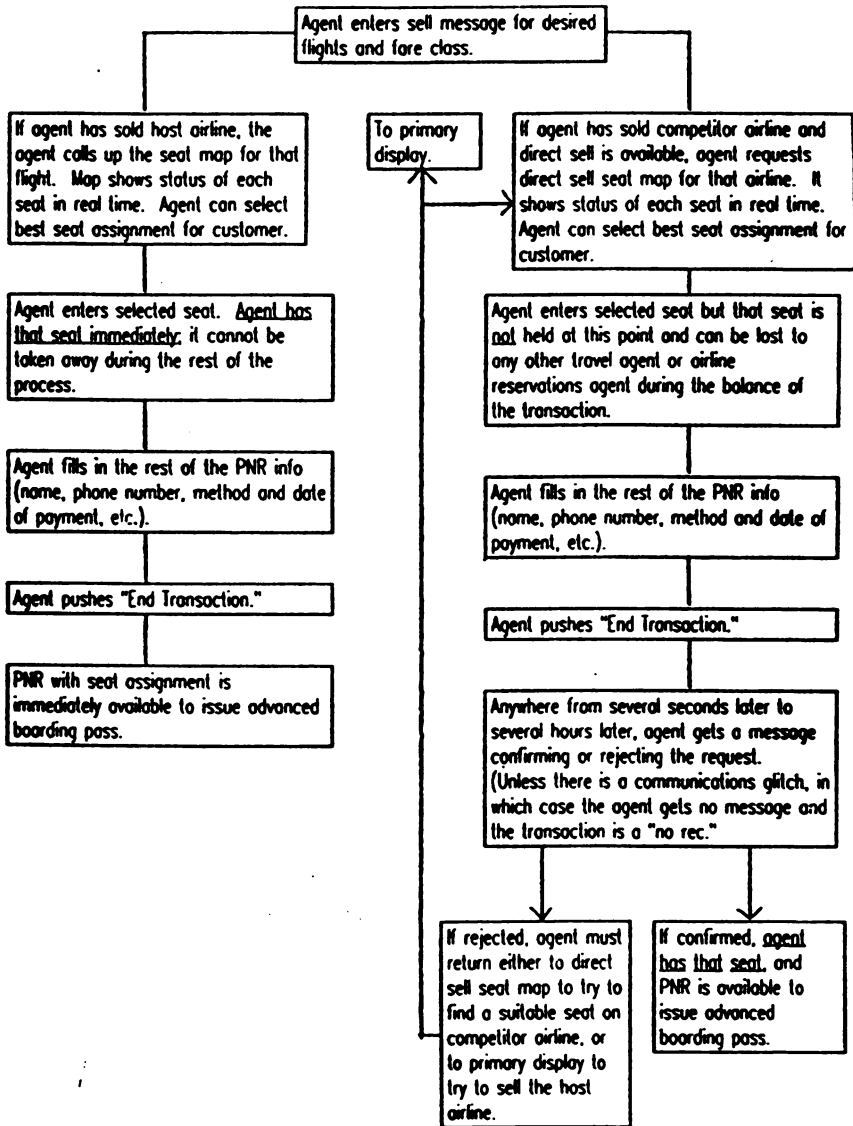 Agent enters sell message for desired
flights and fare class.
If agent has sold host airline, the
agent calls up the seat map for that
flight. Map shows status of each
seat in real time. Agent can select
best seat assignment for customer.
Agent enters selected seat. Agent has
that seat immediately; it cannot be
taken away during the rest of the
process.
Agent fills in the rest of the PNR info
(name, phone number, method and date
of payment, etc.).
Agent pushes "End Transaction."
PNR with seat assignment is
immediately available to issue advanced
boarding pass.
To primary
display.
If agent has sold competitor airline and
direct sell is available, agent requests
direct sell seat map for that airline. It
shows status of each seat in real time.
Agent can select best seat assignment for
customer.
Agent enters selected seat but that seat is
not held at this point and can be lost to
any other travel agent or airline
reservations agent during the balance of
the transaction.
Agent fills in the rest of the PNR info
(name, phone number, method and date of
payment, etc.).
Agent pushes "End Transaction."
Anywhere from several seconds later to
several hours later, agent gets a message
confirming or rejecting the request.
(Unless there is a communications glitch, in
which case the agent gets no message and
the transaction is a "no rec."
If rejected, agent must
return either to direct
sell seat map to try to
find a suitable seat on
competitor airline, or
to primary display to
try to sell the host
airline.
If confirmed, agent
has that seat, and
PNR is available to
issue advanced
boarding pass.